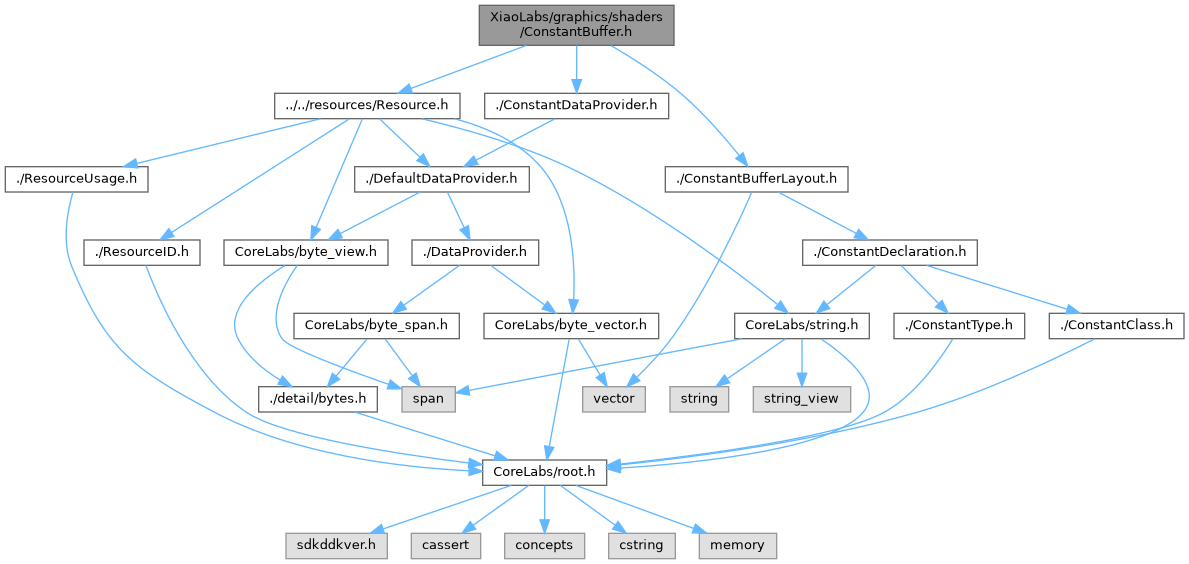 XiaoLabs/graphics/shaders
/ConstantBuffer.h
../../resources/Resource.h
./ConstantDataProvider.h
./ResourceUsage.h
./DefaultDataProvider.h
./ConstantBufferLayout.h
./ResourceID.h
CoreLabs/byte_view.h
./DataProvider.h
./ConstantDeclaration.h
CoreLabs/byte_span.h
CoreLabs/byte_vector.h
CoreLabs/string.h
./ConstantType.h
./ConstantClass.h
./detail/bytes.h
span
vector
string
string_view
CoreLabs/root.h
sdkddkver.h
cassert
concepts
cstring
memory